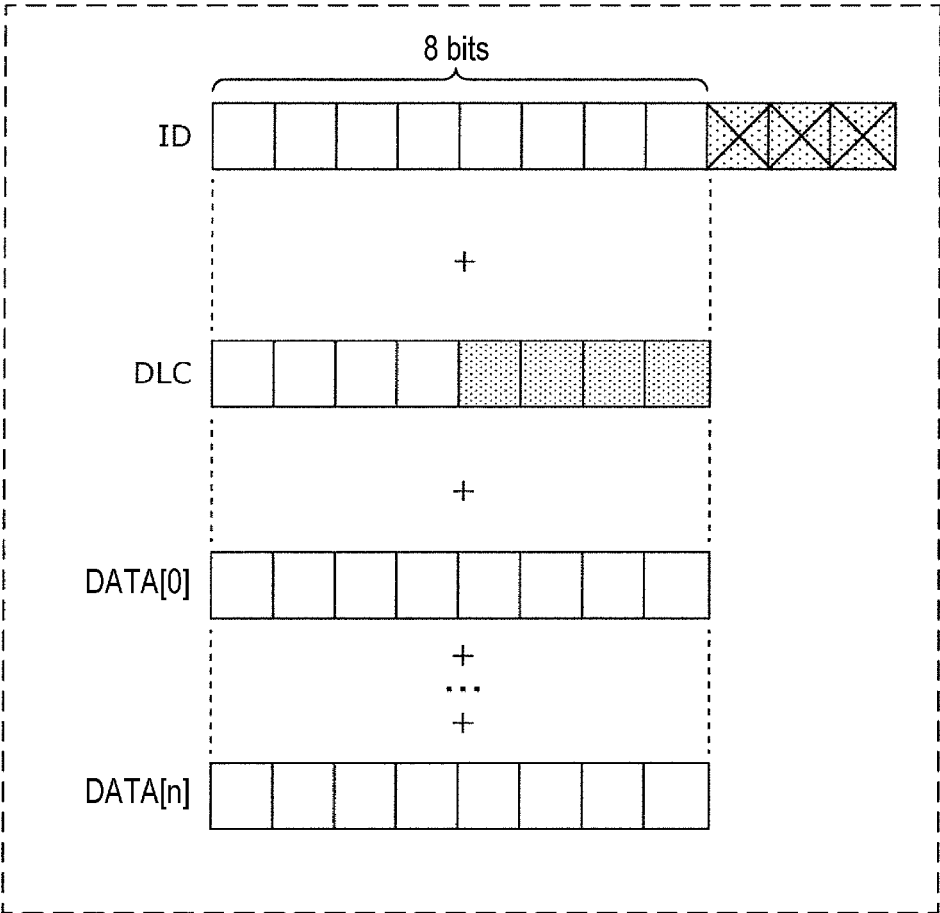 8 bits
ID
+
DLC
+
DATA[0]
+
...
+
DATA[n]